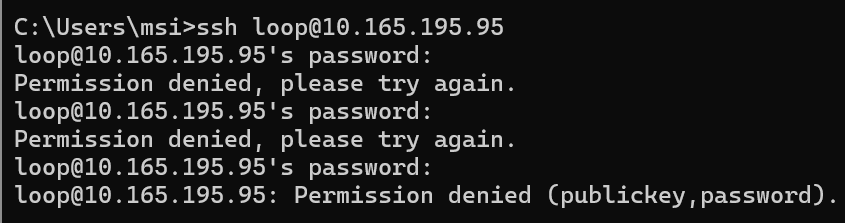 C:\Users\msi>ssh loop@10.165.195.95
loop@10.165.195.95's password:
Permission denied, please try again.
loop@10.165.195.95's password:
Permission denied, please try again.
loop@10.165.195.95's password:
loop@10.165.195.95: Permission denied (publickey,password).